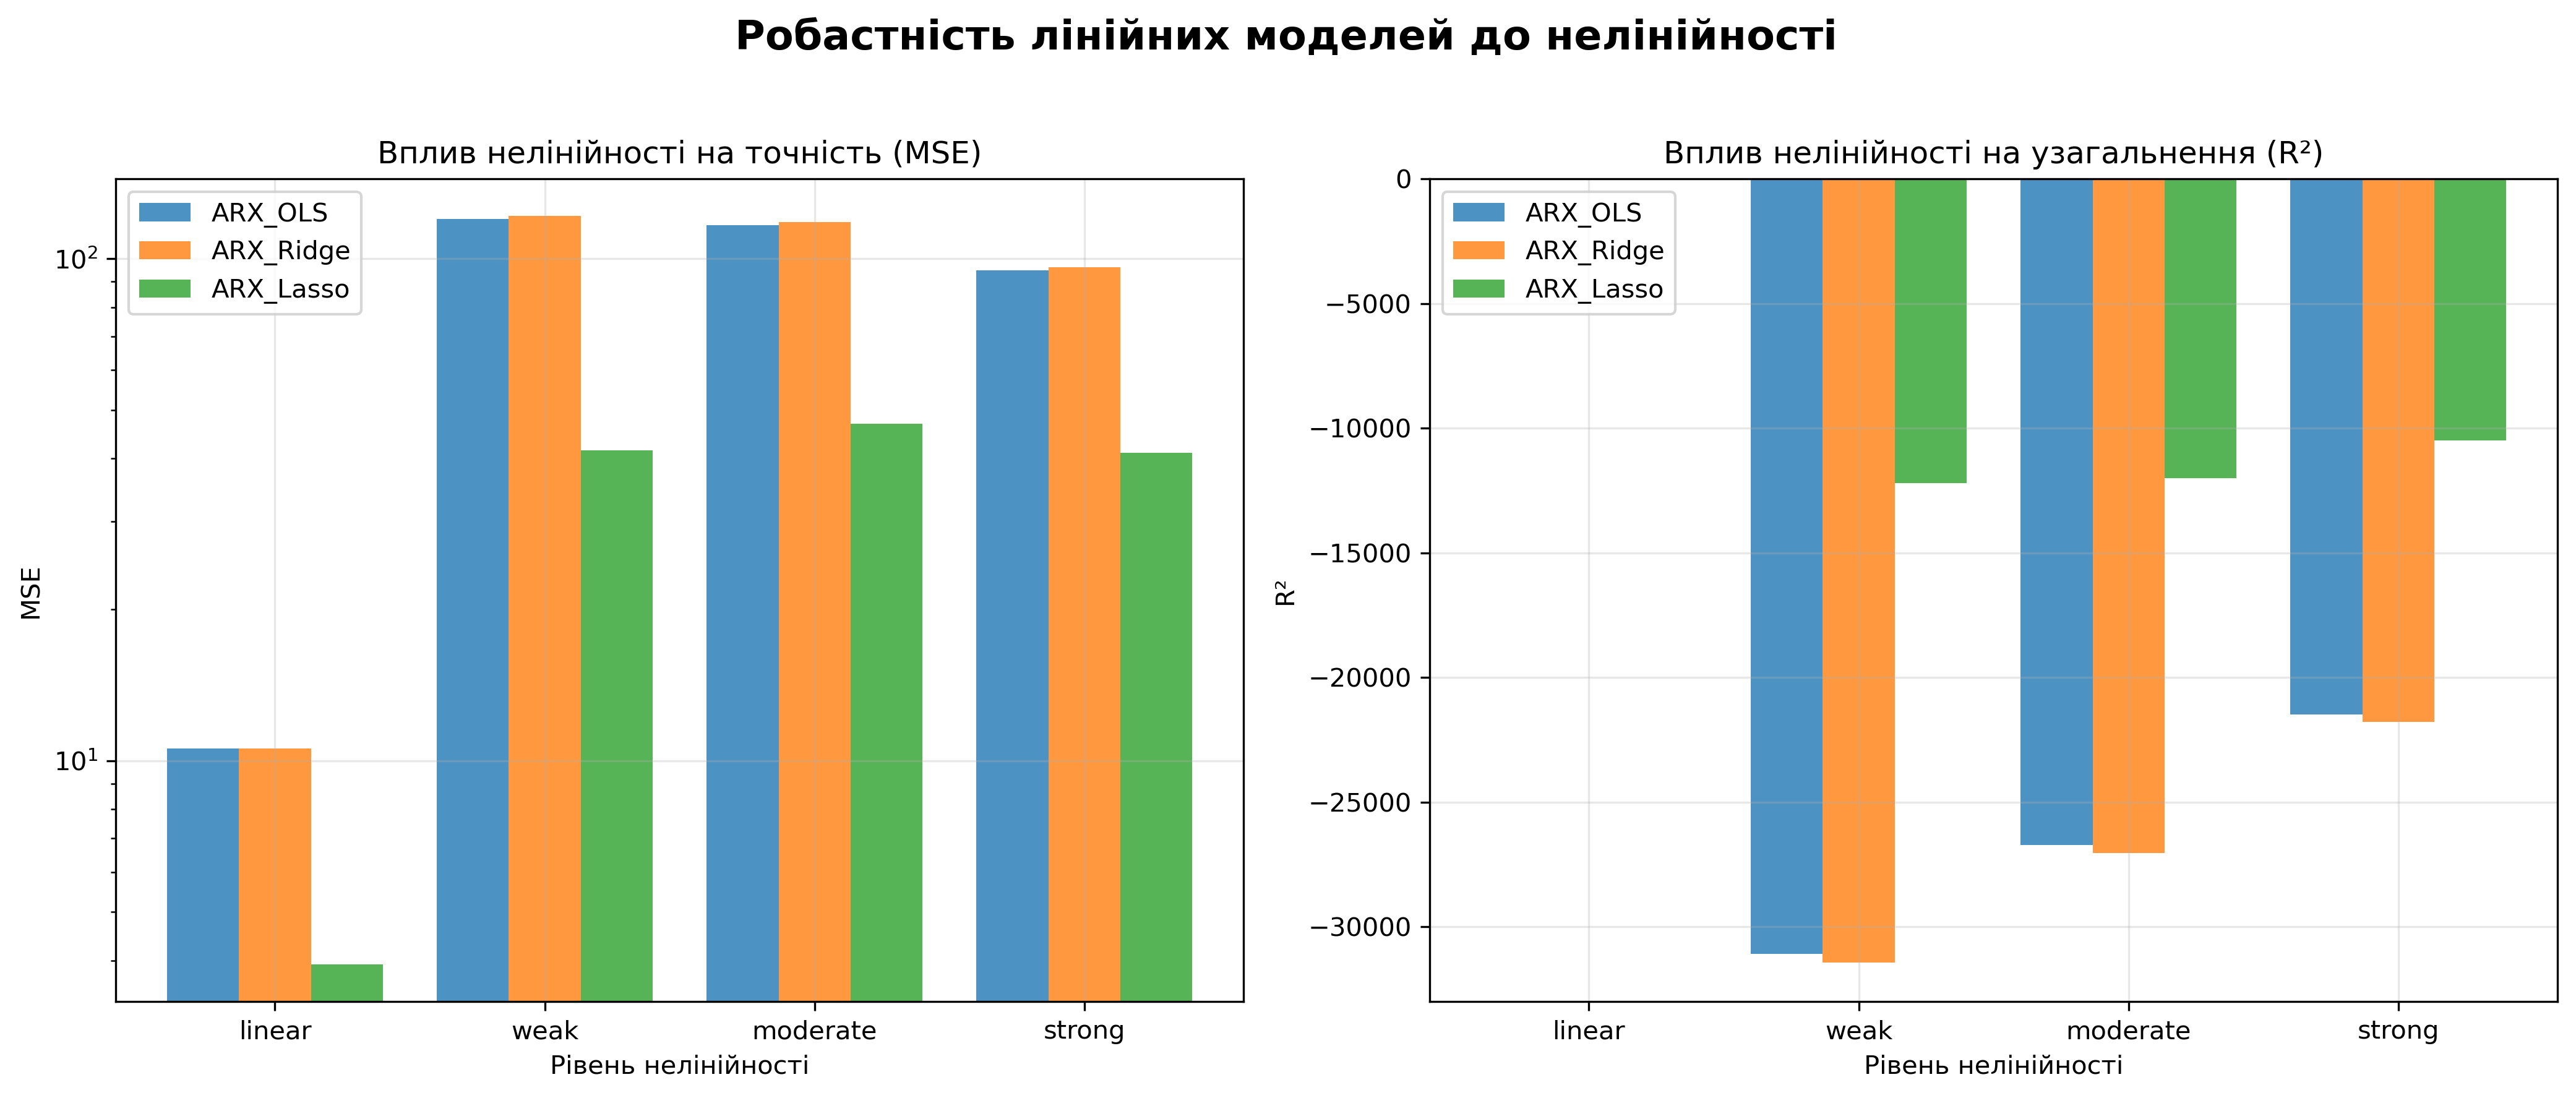 Робастність лінійних моделей до нелінійності
Вплив нелінійності на точність (MSE)
ARX_OLS
ARX_Ridge
ARX_Lasso
10²
10¹
MSE
linear
weak
moderate
strong
Рівень нелінійності
Вплив нелінійності на узагальнення (R²)
ARX_OLS
ARX_Ridge
ARX_Lasso
0
−5000
−10000
−15000
−20000
−25000
−30000
R²
linear
weak
moderate
strong
Рівень нелінійності